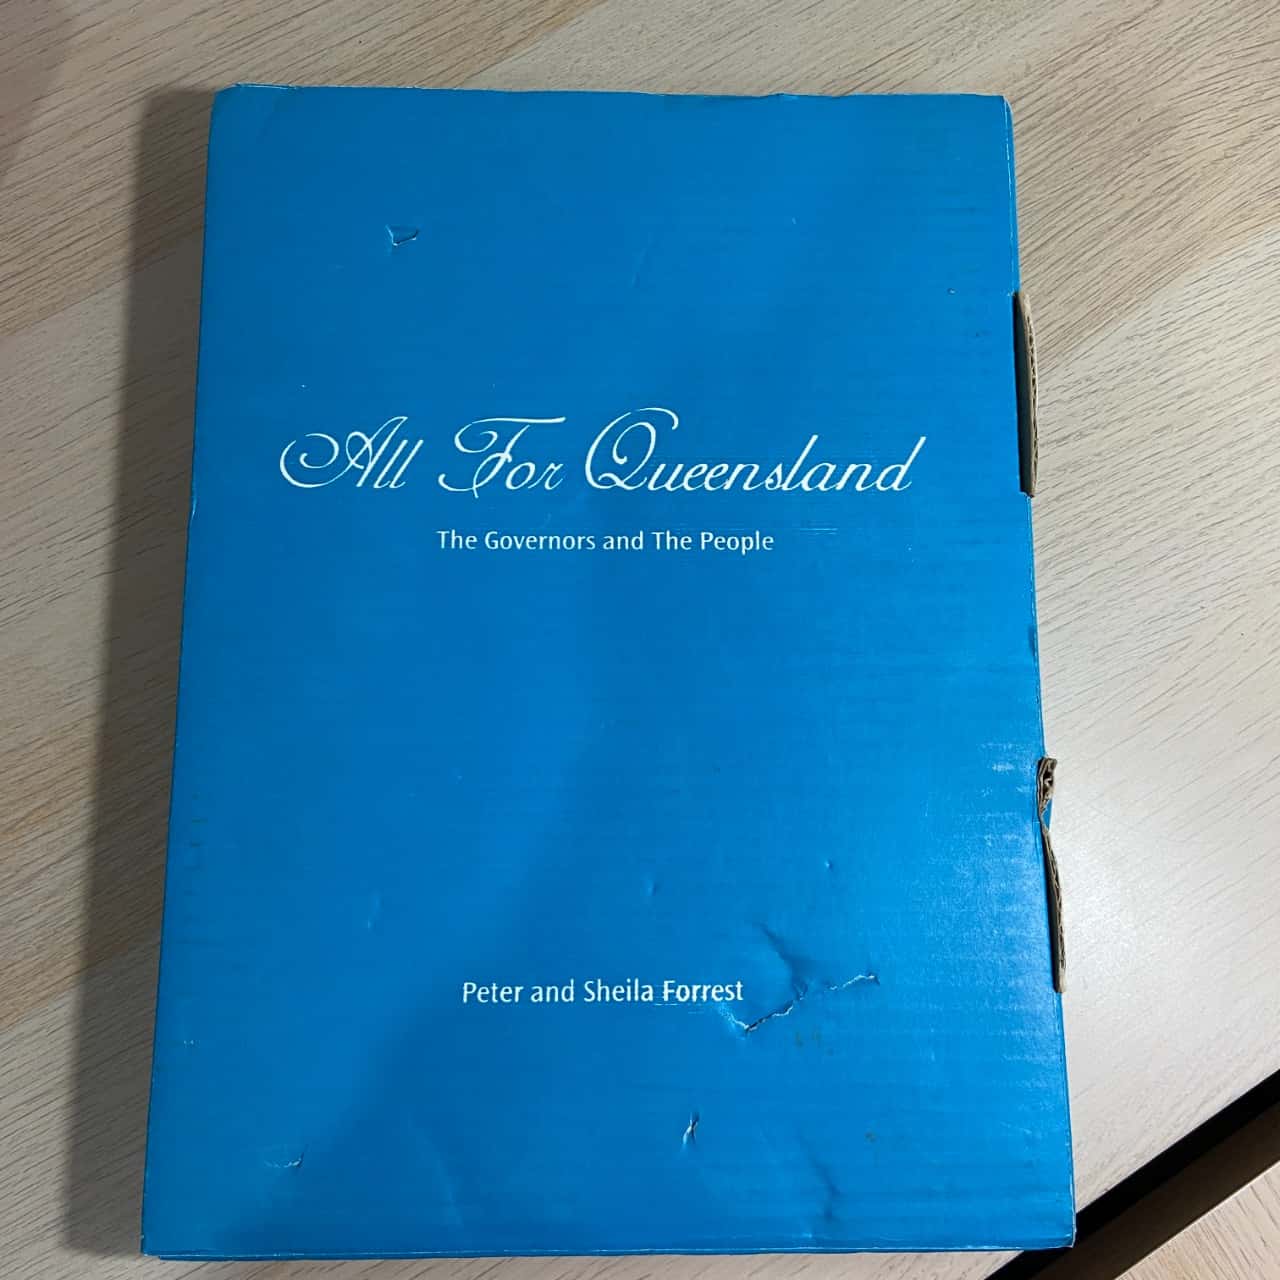 All For Queensland
The Governors and The People
Peter and Sheila Forrest